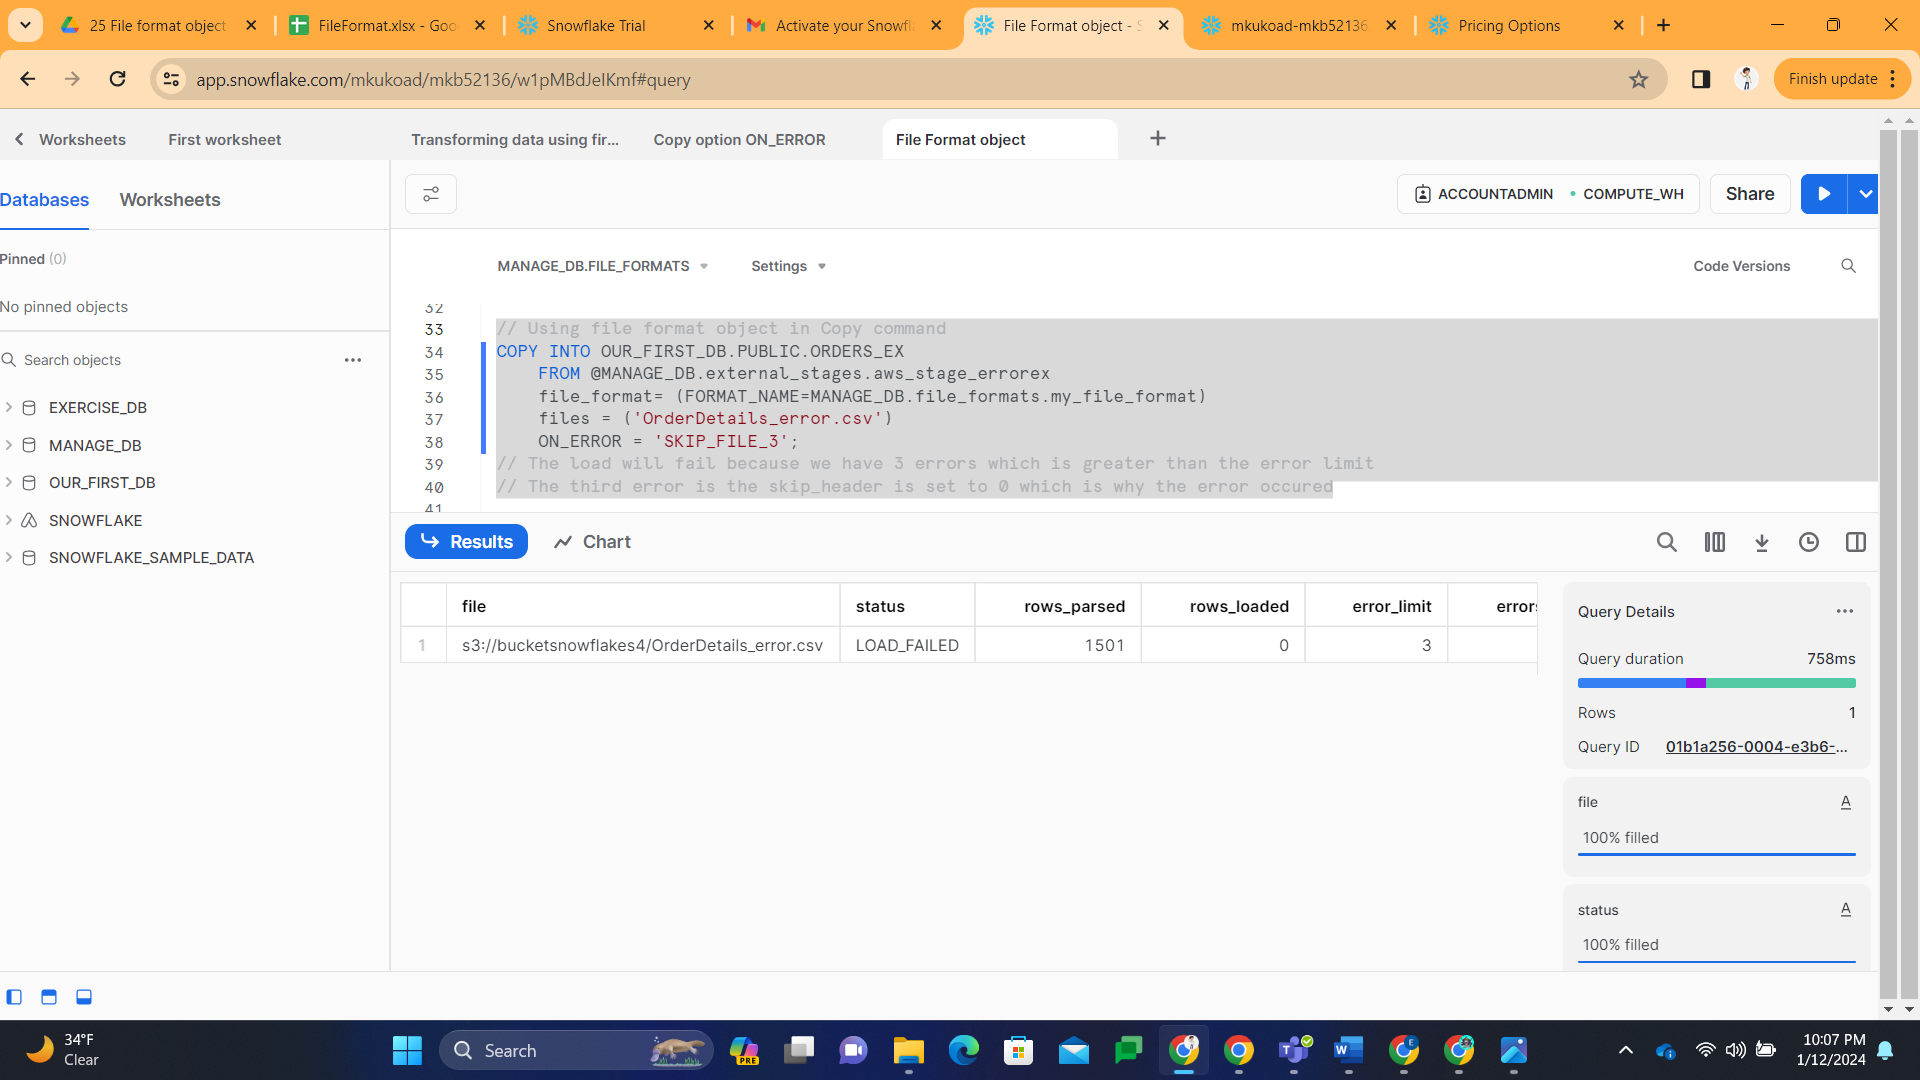 25 File format object
FileFormat.xlsx - Goo
Snowflake Trial
Activate your Snowfl
File Format object - S
mkukoad-mkb52136
Pricing Options
app.snowflake.com/mkukoad/mkb52136/w1pMBdJeIKmf#query
Finish update
Worksheets
First worksheet
Transforming data using fir...
Copy option ON_ERROR
File Format object
Databases
Worksheets
ACCOUNTADMIN
COMPUTE_WH
Share
Pinned (0)
No pinned objects
Search objects
...
EXERCISE_DB
MANAGE_DB
OUR_FIRST_DB
SNOWFLAKE
SNOWFLAKE_SAMPLE_DATA
MANAGE_DB.FILE_FORMATS
Settings
Code Versions
32
33 // Using file format object in Copy command
34 COPY INTO OUR_FIRST_DB.PUBLIC.ORDERS_EX
35 FROM @MANAGE_DB.external_stages.aws_stage_errorex
36 file_format= (FORMAT_NAME=MANAGE_DB.file_formats.my_file_format)
37 files = ('OrderDetails_error.csv')
38 ON_ERROR = 'SKIP_FILE_3';
39 // The load will fail because we have 3 errors which is greater than the error limit
40 // The third error is the skip_header is set to 0 which is why the error occured
41
Results
Chart
file status rows_parsed rows_loaded error_limit errors
1 s3://bucketsnowflakes4/OrderDetails_error.csv LOAD_FAILED 1501 0 3
Query Details
...
Query duration 758ms
Rows 1
Query ID 01b1a256-0004-e3b6-...
file A
100% filled
status A
100% filled
34°F
Clear
Search
PRE
10:07 PM
1/12/2024